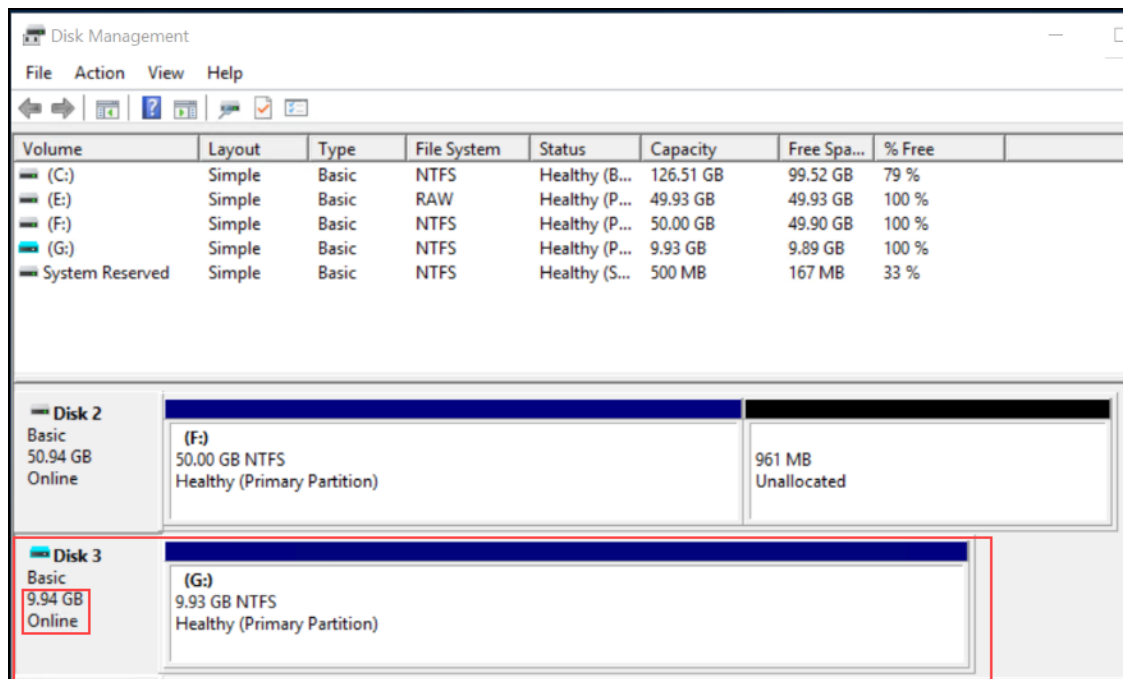 Disk Management
File Action View Help
Volume Layout Type File System Status Capacity Free Spa... % Free
(C:) Simple Basic NTFS Healthy (B... 126.51 GB 99.52 GB 79 %
(E:) Simple Basic RAW Healthy (P... 49.93 GB 49.93 GB 100 %
(F:) Simple Basic NTFS Healthy (P... 50.00 GB 49.90 GB 100 %
(G:) Simple Basic NTFS Healthy (P... 9.93 GB 9.89 GB 100 %
System Reserved Simple Basic NTFS Healthy (S... 500 MB 167 MB 33 %
Disk 2
Basic
50.94 GB
Online
(F:)
50.00 GB NTFS
Healthy (Primary Partition)
961 MB
Unallocated
Disk 3
Basic
9.94 GB
Online
(G:)
9.93 GB NTFS
Healthy (Primary Partition)